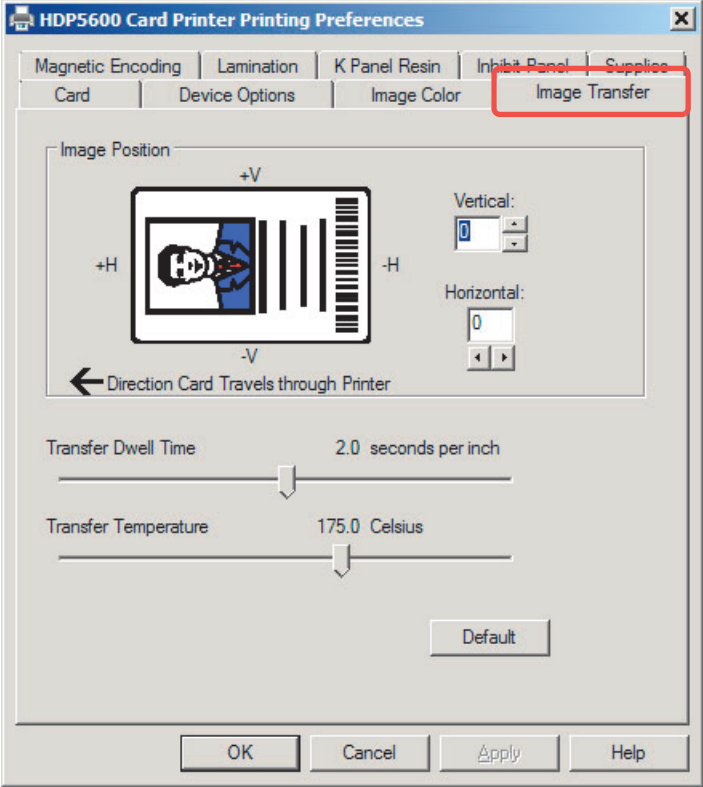 HDP5600 Card Printer Printing Preferences
Magnetic Encoding Lamination K Panel Resin Inhibit Panel Supplies
Card Device Options Image Color Image Transfer
Image Position
+V
Vertical:
0
+H -H
Horizontal:
0
-V
Direction Card Travels through Printer
Transfer Dwell Time 2.0 seconds per inch
Transfer Temperature 175.0 Celsius
Default
OK Cancel Apply Help